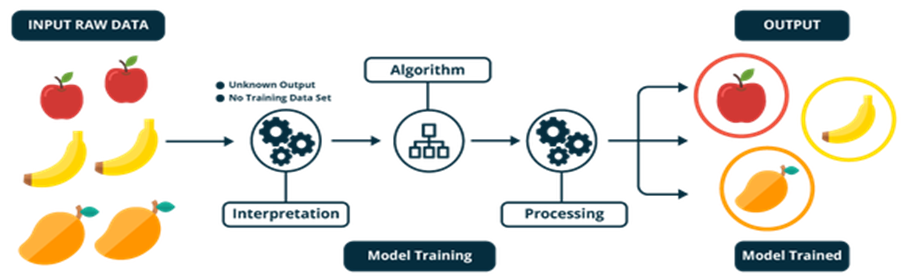 INPUT RAW DATA
OUTPUT
Algorithm
Unknown Output
No Training Data Set
Interpretation
Processing
Model Training
Model Trained